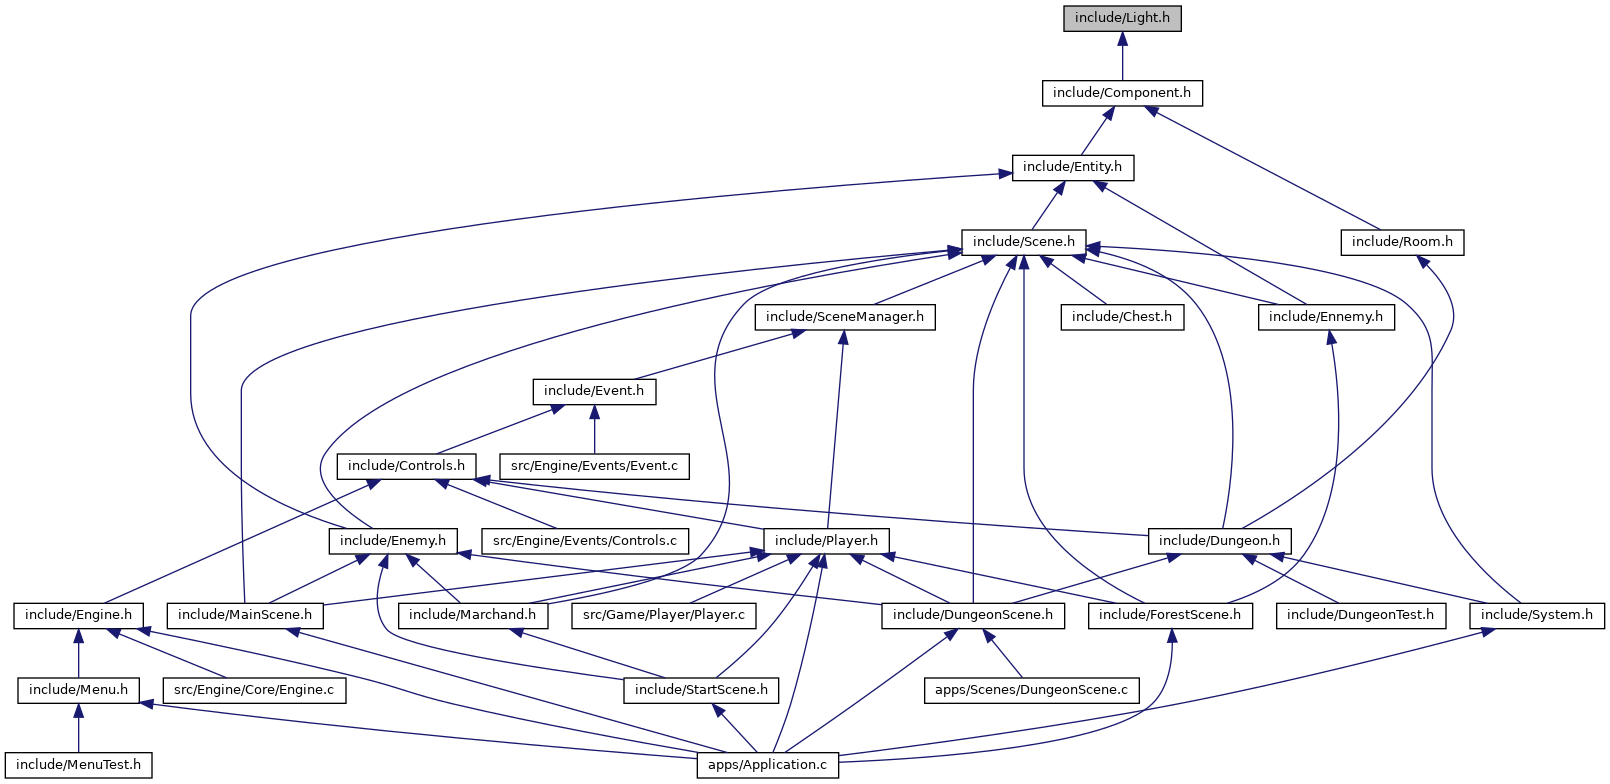 include/Light.h
include/Component.h
include/Entity.h
include/Scene.h
include/Room.h
include/SceneManager.h
include/Chest.h
include/Ennemy.h
include/Event.h
include/Controls.h
src/Engine/Events/Event.c
include/Enemy.h
src/Engine/Events/Controls.c
include/Player.h
include/Dungeon.h
include/Engine.h
include/MainScene.h
include/Marchand.h
src/Game/Player/Player.c
include/DungeonScene.h
include/ForestScene.h
include/DungeonTest.h
include/System.h
include/Menu.h
src/Engine/Core/Engine.c
include/StartScene.h
apps/Scenes/DungeonScene.c
include/MenuTest.h
apps/Application.c